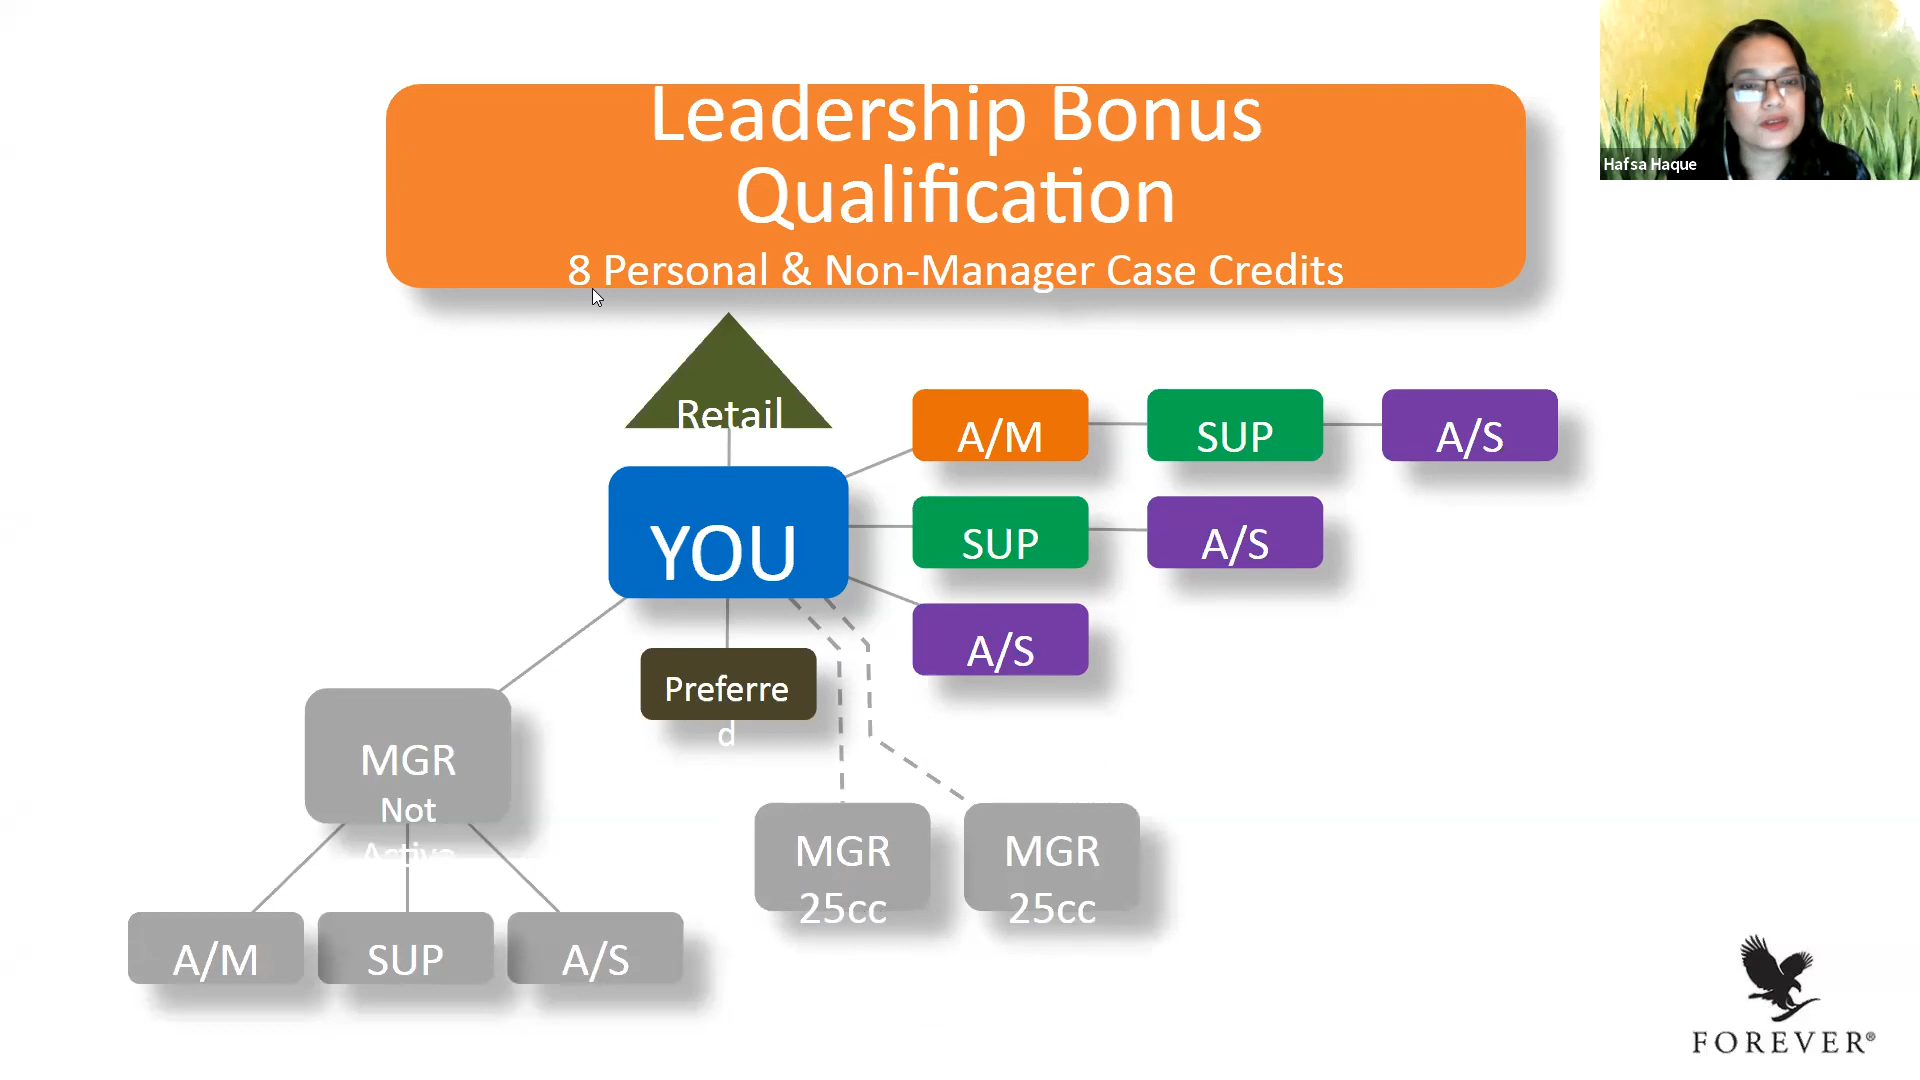 Leadership Bonus
Qualification
8 Personal & Non-Manager Case Credits
Hafsa Haque
Retail
A/M
SUP
A/S
YOU
SUP
A/S
A/S
Preferre
d
MGR
Not
MGR
25cc
MGR
25cc
A/M
SUP
A/S
FOREVER®